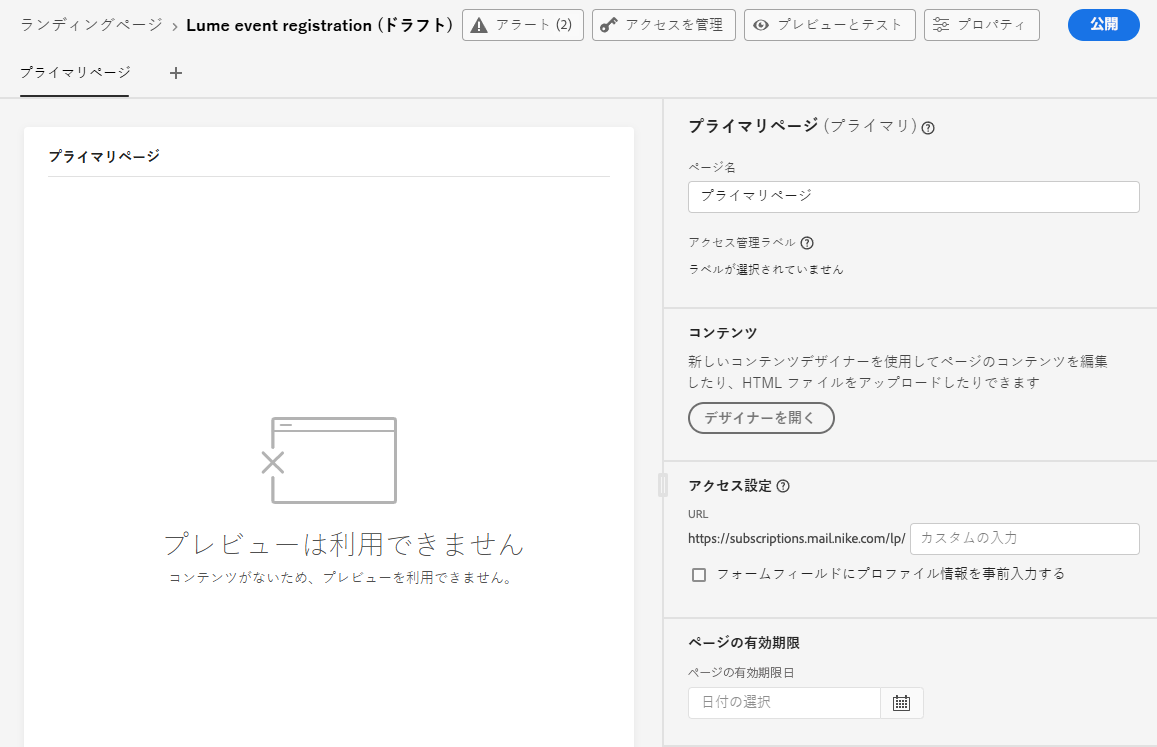 ランディングページ › Lume event registration (ドラフト) アラート (2) アクセスを管理 プレビューとテスト プロパティ 公開
プライマリページ +
プライマリページ
プレビューは利用できません
コンテンツがないため、プレビューを利用できません。
プライマリページ (プライマリ)
ページ名
プライマリページ
アクセス管理ラベル
ラベルが選択されていません
コンテンツ
新しいコンテンツデザイナーを使用してページのコンテンツを編集
したり、HTML ファイルをアップロードしたりできます
デザイナーを開く
アクセス設定
URL
https://subscriptions.mail.nike.com/lp/ カスタムの入力
フォームフィールドにプロファイル情報を事前入力する
ページの有効期限
ページの有効期限日
日付の選択